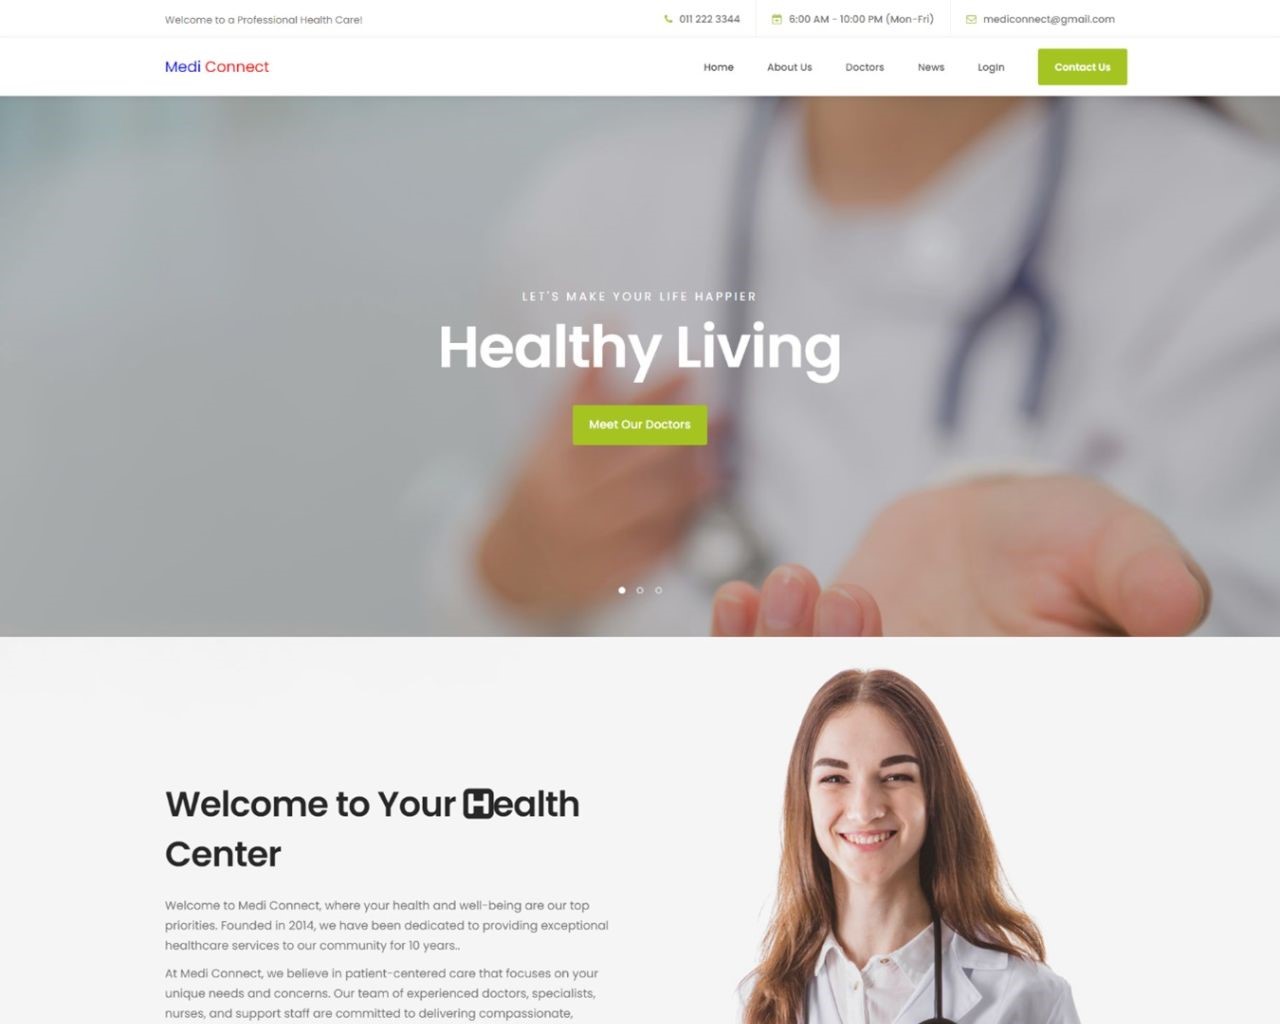 Welcome to a Professional Health Care!
011 222 3344
6:00 AM - 10:00 PM (Mon-Fri)
mediconnect@gmail.com
Medi Connect
Home
About Us
Doctors
News
LogIn
Contact Us
LET'S MAKE YOUR LIFE HAPPIER
Healthy Living
Meet Our Doctors
Welcome to Your Health
Center
Welcome to Medi Connect, where your health and well-being are our top
priorities. Founded in 2014, we have been dedicated to providing exceptional
healthcare services to our community for 10 years..
At Medi Connect, we believe in patient-centered care that focuses on your
unique needs and concerns. Our team of experienced doctors, specialists,
nurses, and support staff are committed to delivering compassionate,